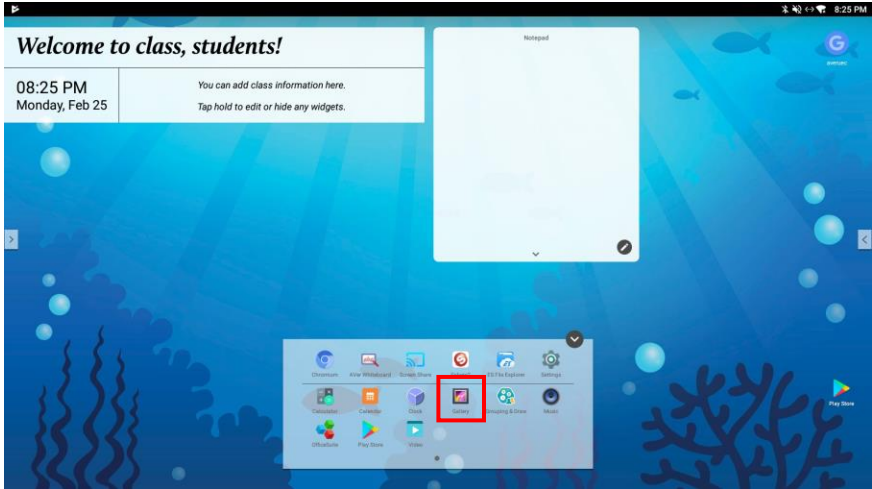 8:25 PM
Welcome to class, students!
08:25 PM
Monday, Feb 25
You can add class information here.
Tap hold to edit or hide any widgets.
Notepad
Chromium
Xnw Whiteboard
Screen Share
ES File Explorer
Settings
Calculator
Calendar
Clock
Gallery
Grouping & Draw
Music
OfficeSuite
Play Store
Video
Play Store